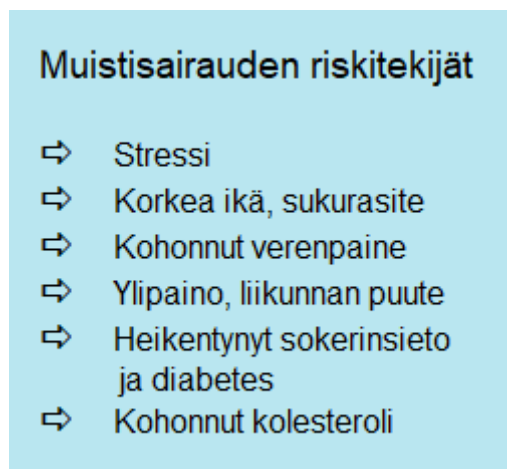 Muistisairauden riskitekijät
⇨ Stressi
⇨ Korkea ikä, sukurasite
⇨ Kohonnut verenpaine
⇨ Ylipaino, liikunnan puute
⇨ Heikentynyt sokerinsieto
ja diabetes
⇨ Kohonnut kolesteroli